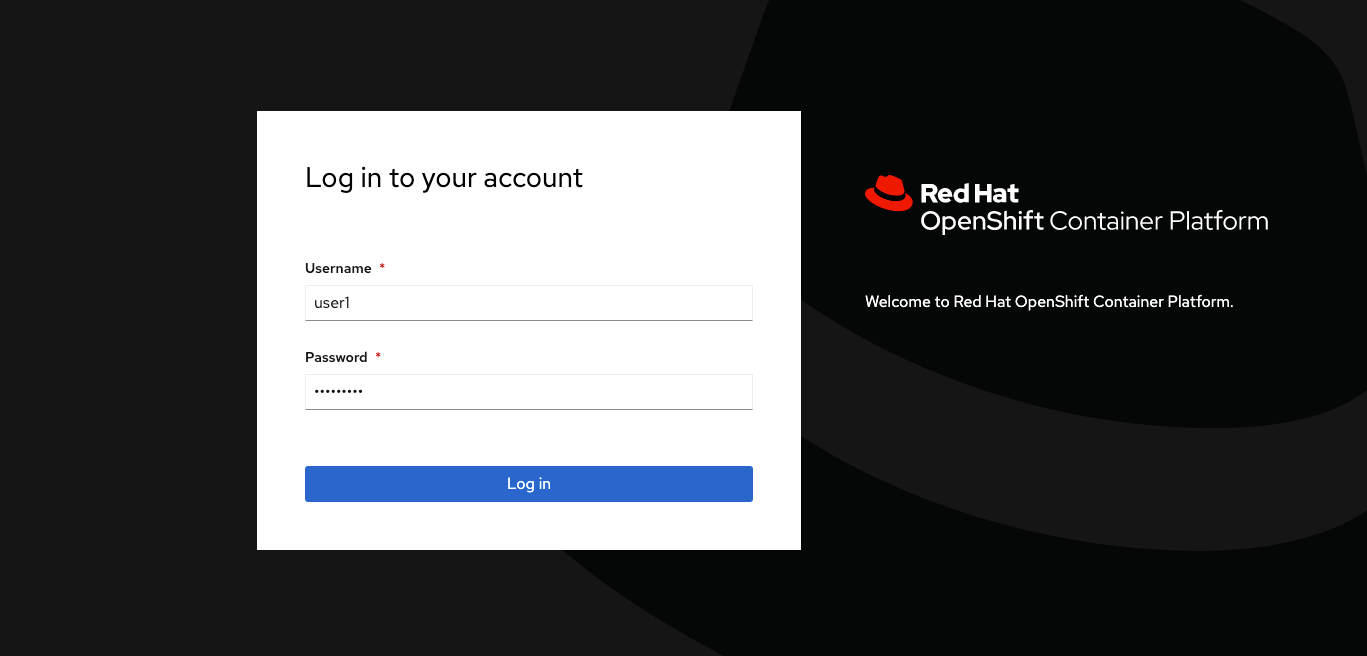 Log in to your account
Username *
user1
Password *
•••••••••
Log in
Red Hat
OpenShift Container Platform
Welcome to Red Hat OpenShift Container Platform.